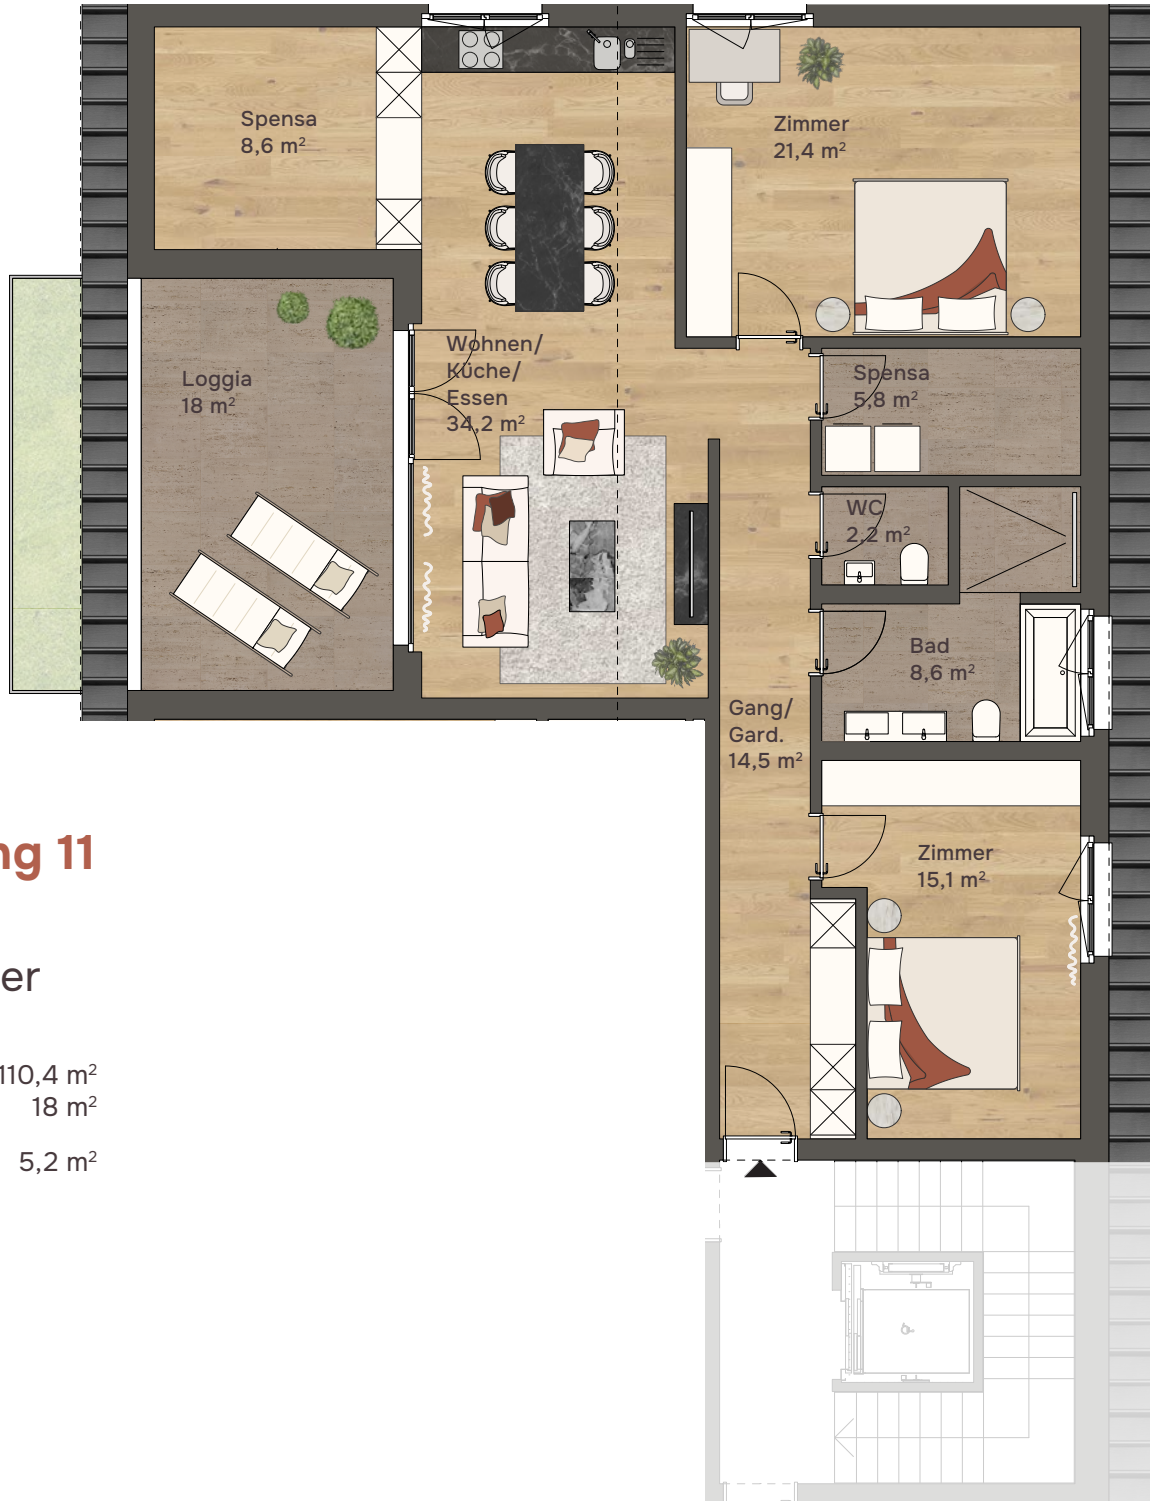 Spensa
8,6 m²
Zimmer
21,4 m²
Wohnen/
Küche/
Essen
34,2 m²
Loggia
18 m²
Spensa
5,8 m²
WC
2,2 m²
Bad
8,6 m²
Gang/
Gard.
14,5 m²
Zimmer
15,1 m²
ng 11
er
110,4 m²
18 m²
5,2 m²